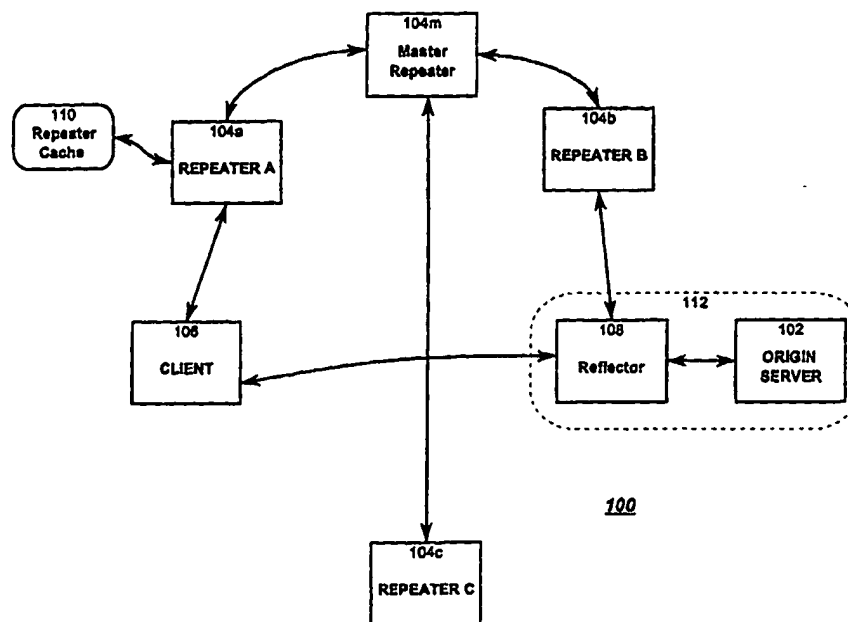 104m
Master
Repeater
110
Repeater
Cache
104a
REPEATER A
104b
REPEATER B
112
106
CLIENT
108
Reflector
102
ORIGIN
SERVER
100
104c
REPEATER C